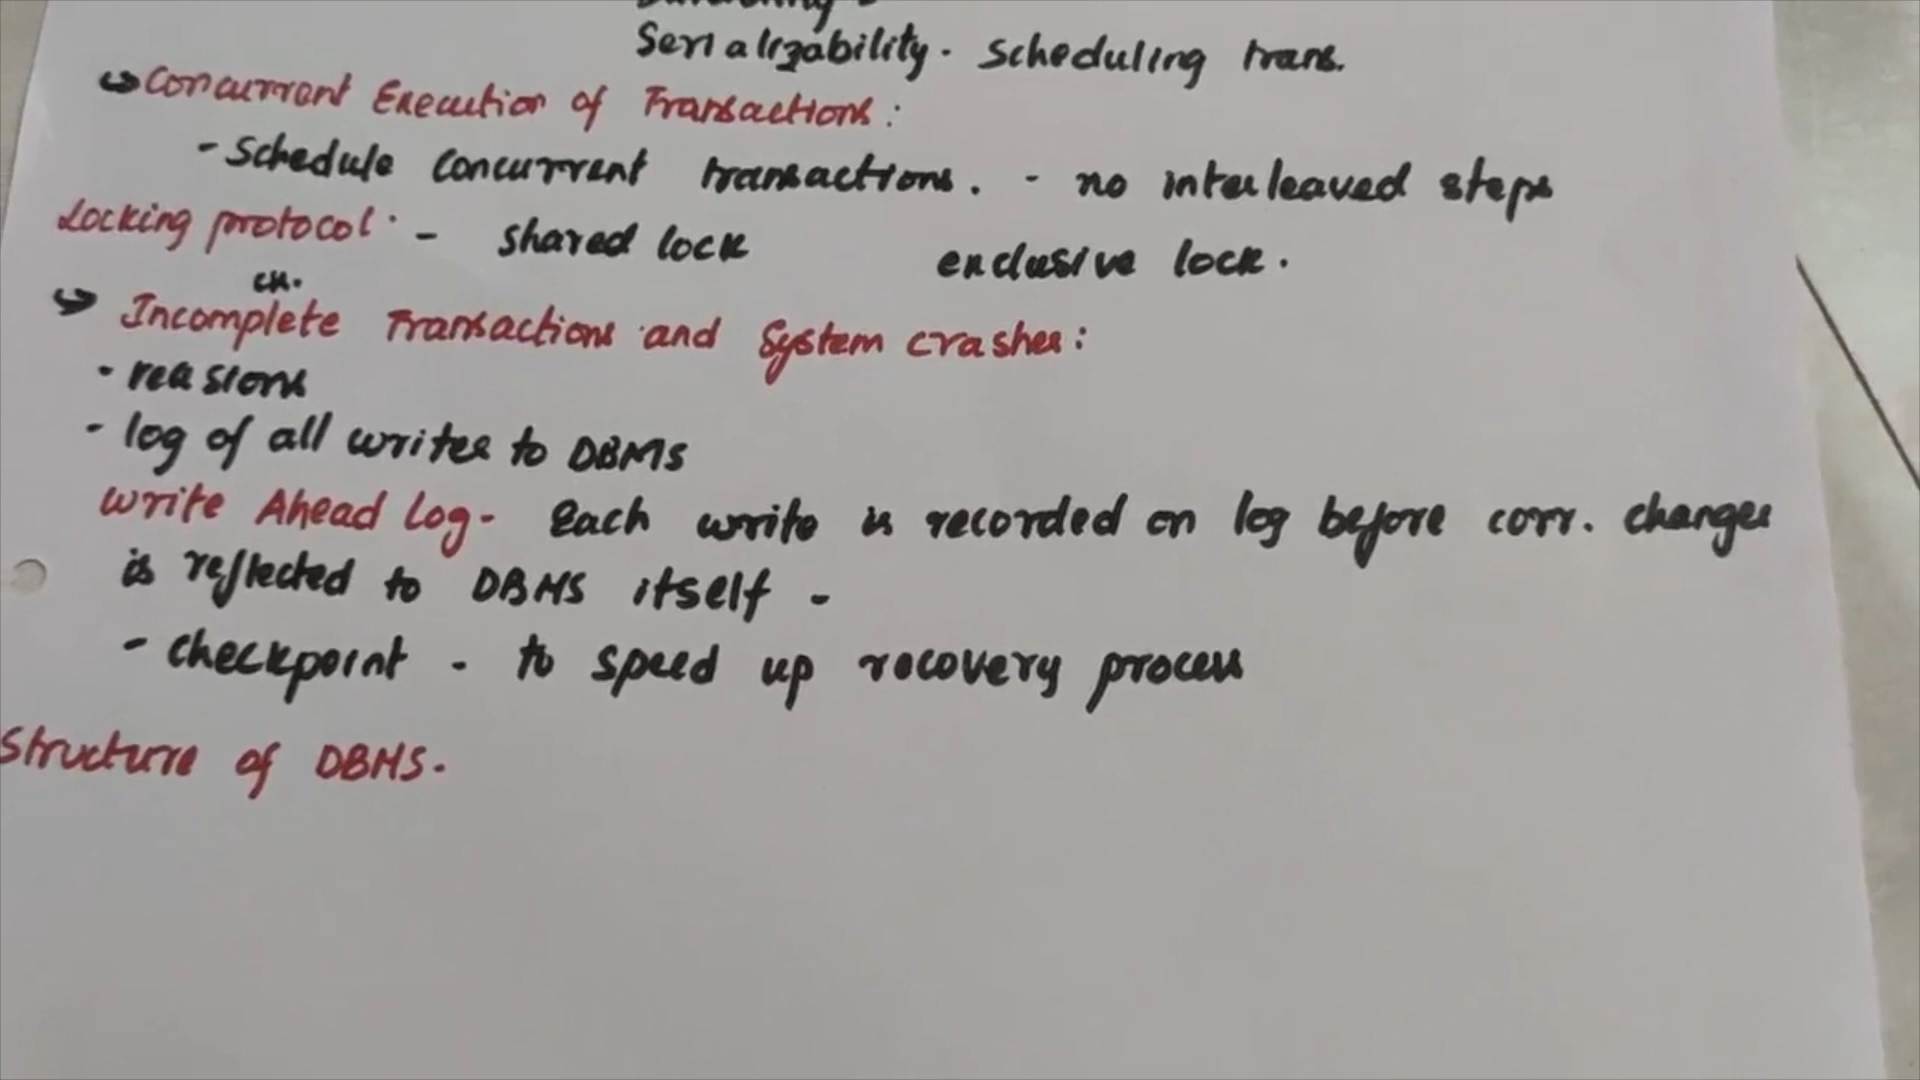 Serializability - Scheduling trans.
Concurrent Execution of Transactions:
- Schedule concurrent transactions. - no interleaved steps
Locking protocol: - shared lock exclusive lock.
Incomplete Transactions and System crashes:
- reasions
- log of all writes to DBMS
Write Ahead Log - Each write is recorded on log before corr. changes
is reflected to DBMS itself -
- checkpoint - to speed up recovery process
Structure of DBMS.